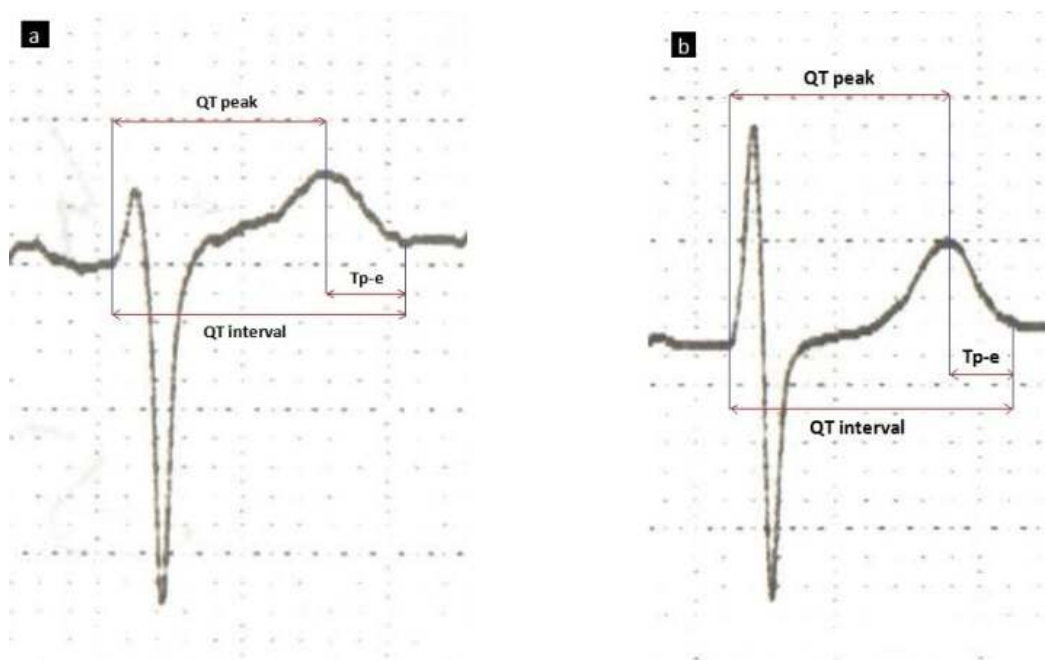 a
QT peak
Tp-e
QT interval
b
QT peak
Tp-e
QT interval